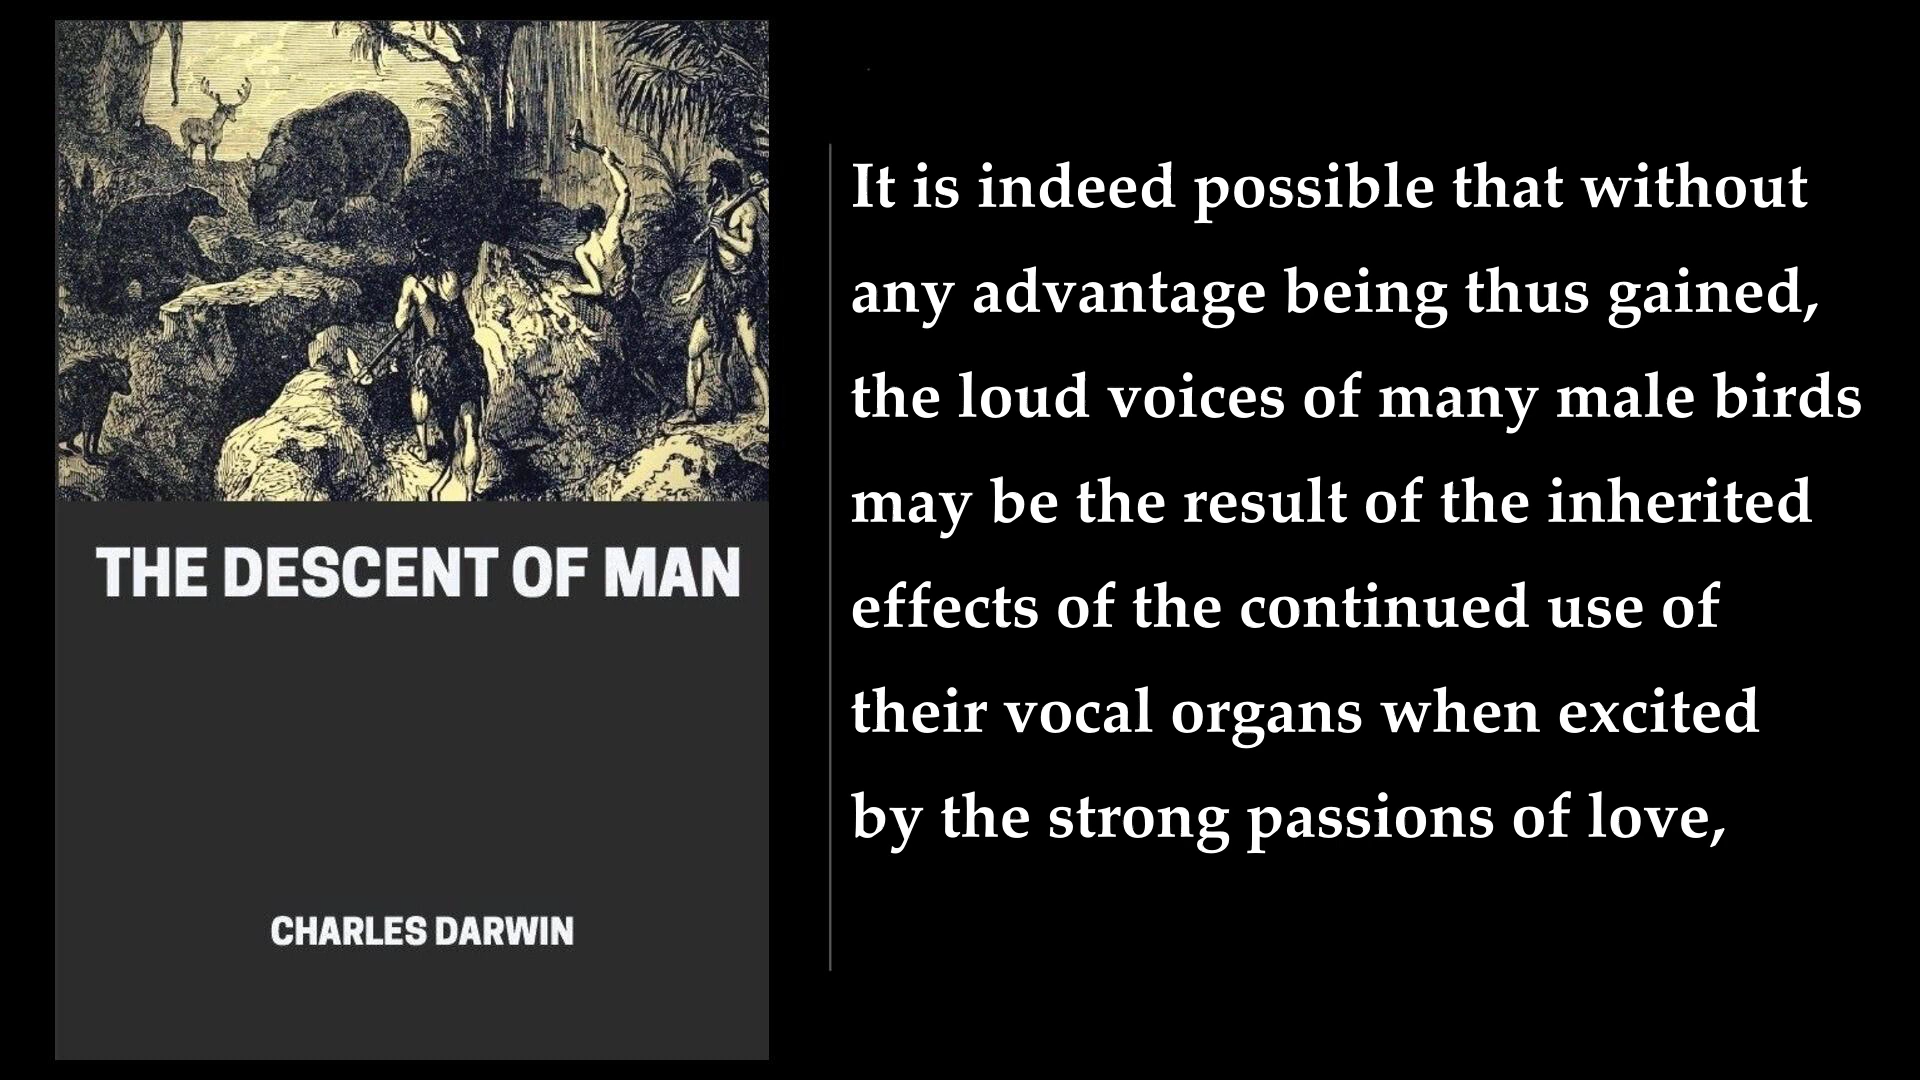 THE DESCENT OF MAN
CHARLES DARWIN
It is indeed possible that without
any advantage being thus gained,
the loud voices of many male birds
may be the result of the inherited
effects of the continued use of
their vocal organs when excited
by the strong passions of love,